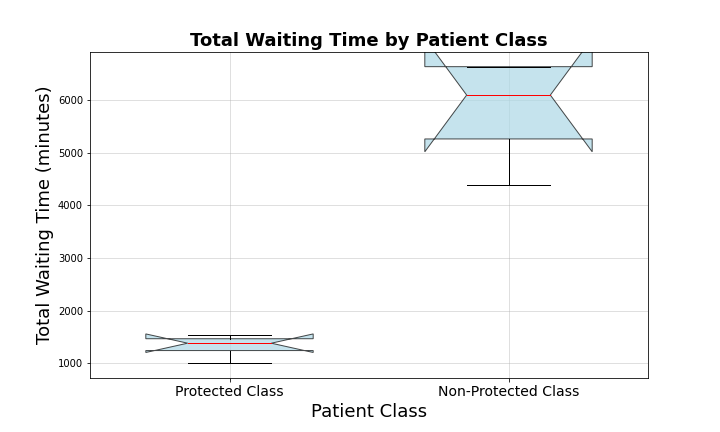 Total Waiting Time by Patient Class
Total Waiting Time (minutes)
6000
5000
4000
3000
2000
1000
Protected Class
Non-Protected Class
Patient Class